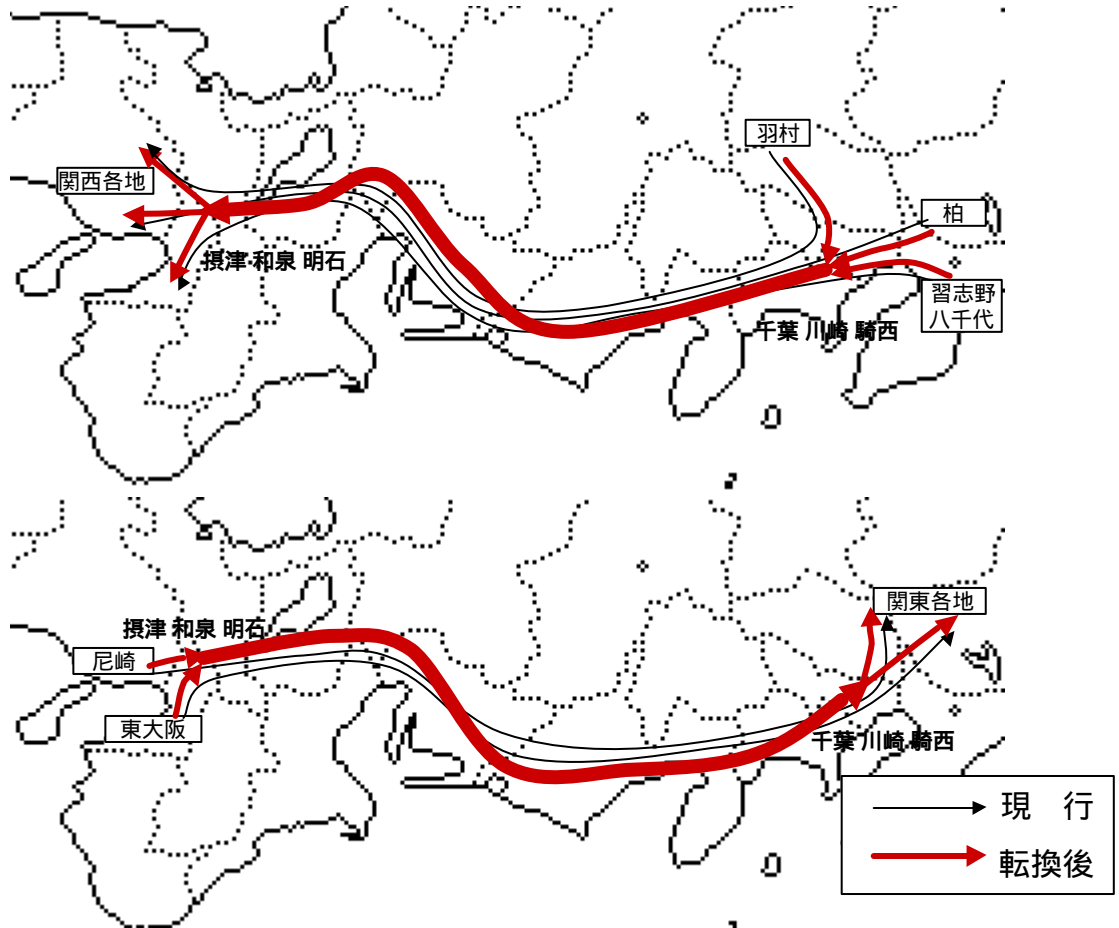 羽村
関西各地
柏
摂津 和泉 明石
習志野
八千代
千葉 川崎 騎西
関東各地
摂津 和泉 明石
尼崎
東大阪
千葉 川崎 騎西
現　行
転換後